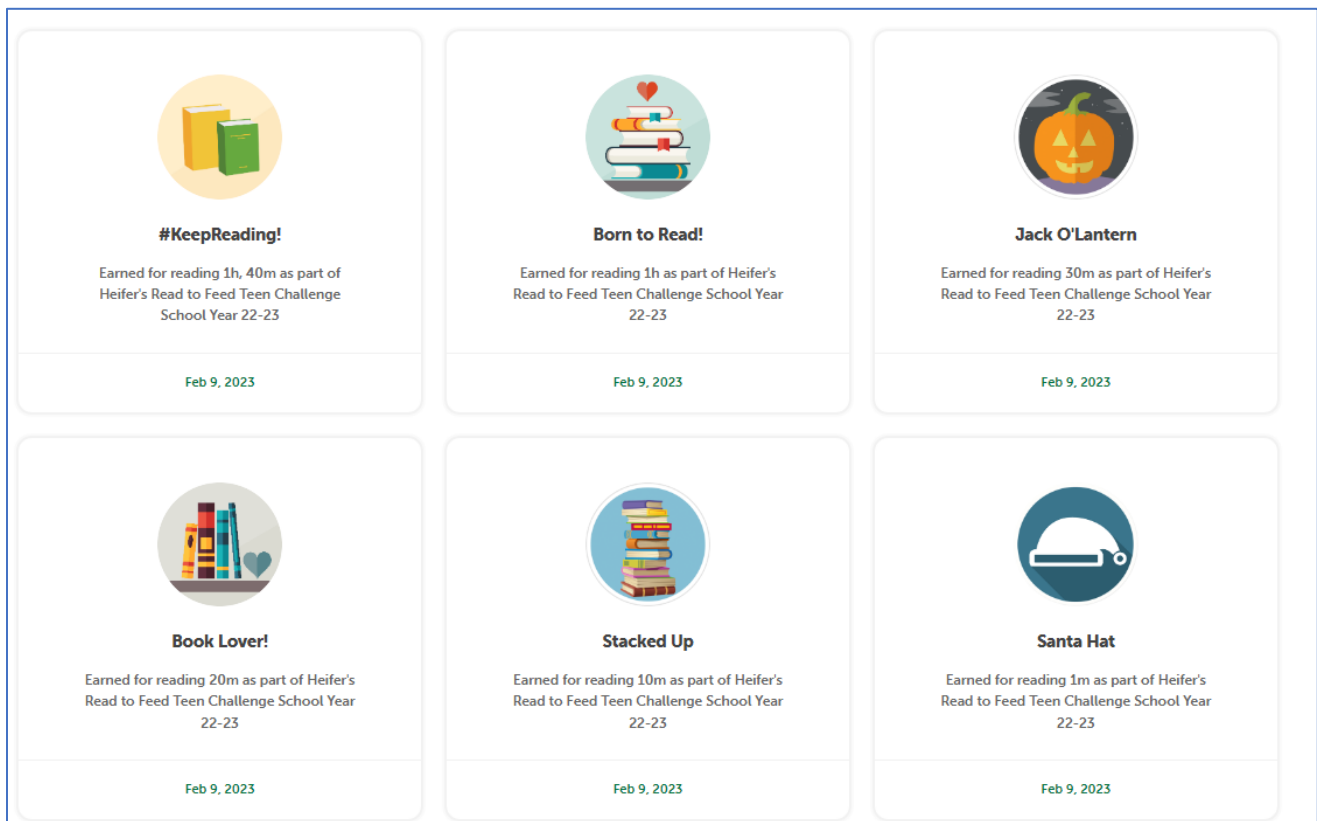 #KeepReading!
Earned for reading 1h, 40m as part of
Heifer's Read to Feed Teen Challenge
School Year 22-23
Feb 9, 2023
Born to Read!
Earned for reading 1h as part of Heifer's
Read to Feed Teen Challenge School Year
22-23
Feb 9, 2023
Jack O'Lantern
Earned for reading 30m as part of Heifer's
Read to Feed Teen Challenge School Year
22-23
Feb 9, 2023
Book Lover!
Earned for reading 20m as part of Heifer's
Read to Feed Teen Challenge School Year
22-23
Feb 9, 2023
Stacked Up
Earned for reading 10m as part of Heifer's
Read to Feed Teen Challenge School Year
22-23
Feb 9, 2023
Santa Hat
Earned for reading 1m as part of Heifer's
Read to Feed Teen Challenge School Year
22-23
Feb 9, 2023